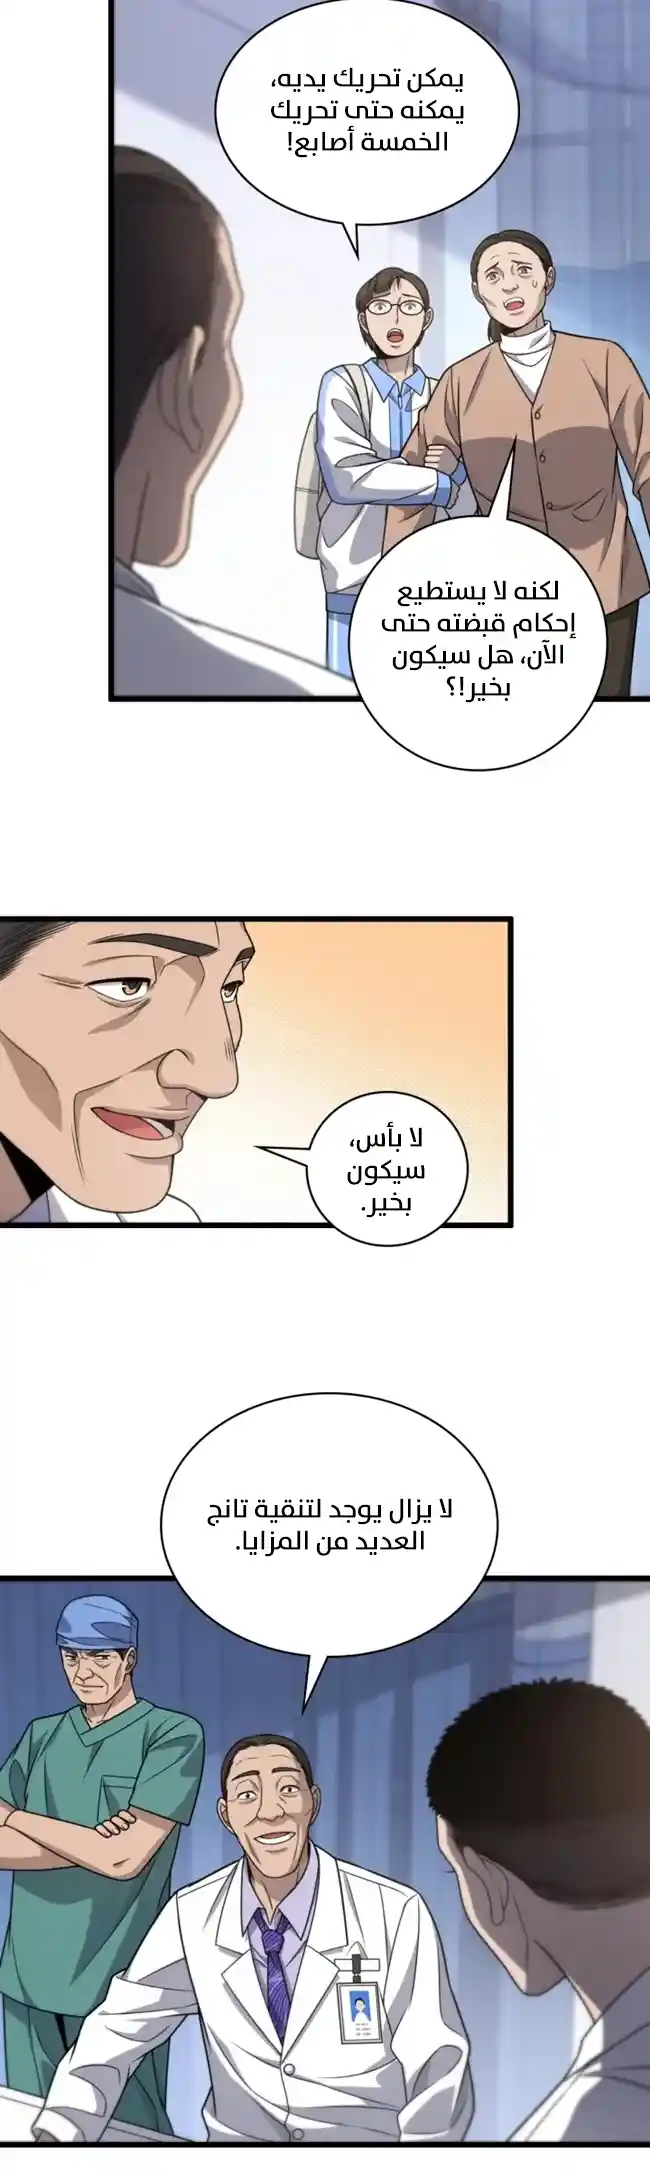 يمكن تحريك يديه،
يمكنه حتى تحريك
الخمسة أصابع!
لكنه لا يستطيع
إحكام قبضته حتى
الآن، هل سيكون
بخير!؟
لا بأس،
سيكون
بخير.
لا يزال يوجد لتنقية تانج
العديد من المزايا.